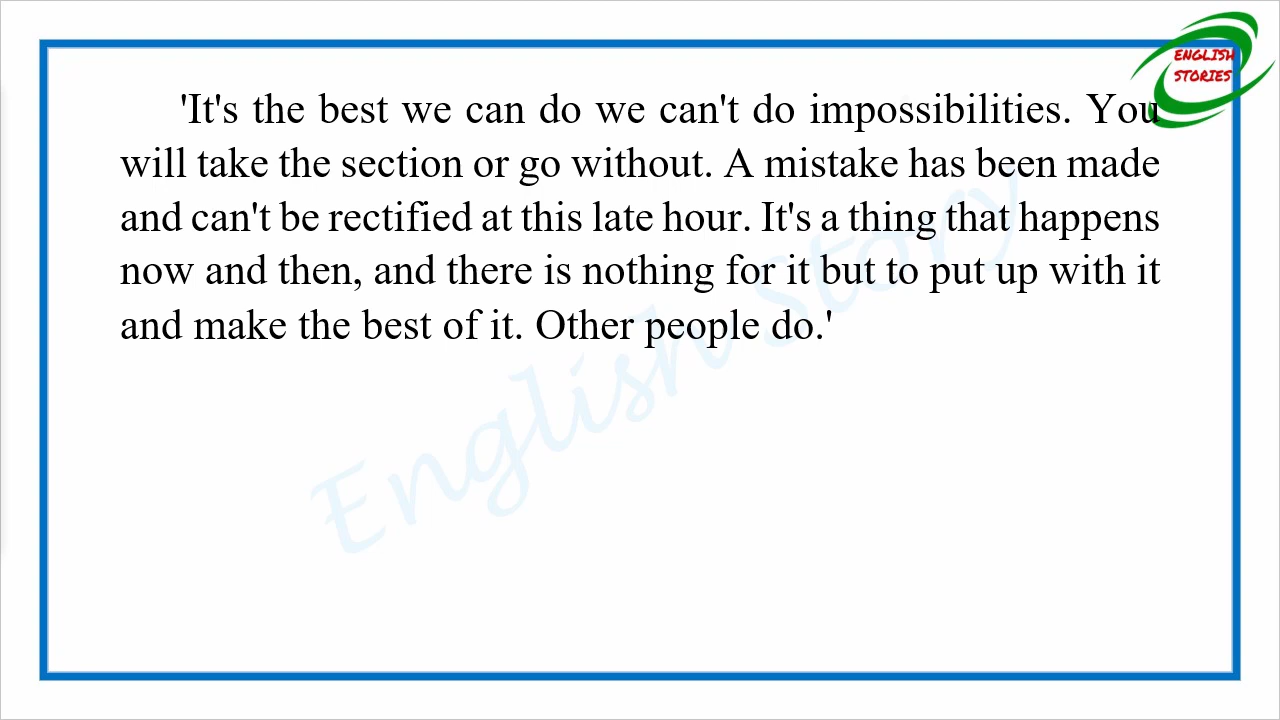 ENGLISH
STORIES
'It's the best we can do we can't do impossibilities. You
will take the section or go without. A mistake has been made
and can't be rectified at this late hour. It's a thing that happens
now and then, and there is nothing for it but to put up with it
and make the best of it. Other people do.'
English Story